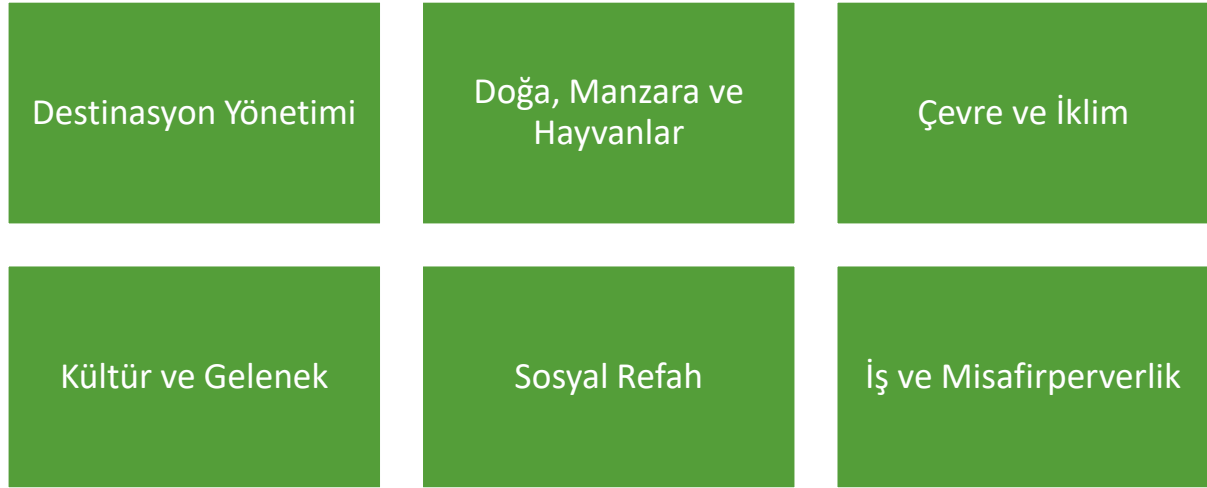 Destinasyon Yönetimi
Doğa, Manzara ve
Hayvanlar
Çevre ve İklim
Kültür ve Gelenek
Sosyal Refah
İş ve Misafirperverlik